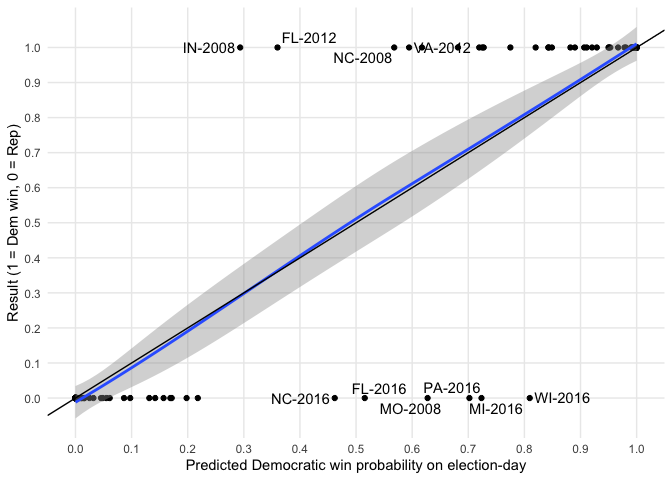 FL-2012
IN-2008
VA-2012
NC-2008
1.0
0.9
0.8
0.7
0.6
0.5
0.4
0.3
0.2
0.1
0.0
Result (1 = Dem win, 0 = Rep)
FL-2016
PA-2016
NC-2016
WI-2016
MO-2008
MI-2016
0.0 0.1 0.2 0.3 0.4 0.5 0.6 0.7 0.8 0.9 1.0
Predicted Democratic win probability on election-day